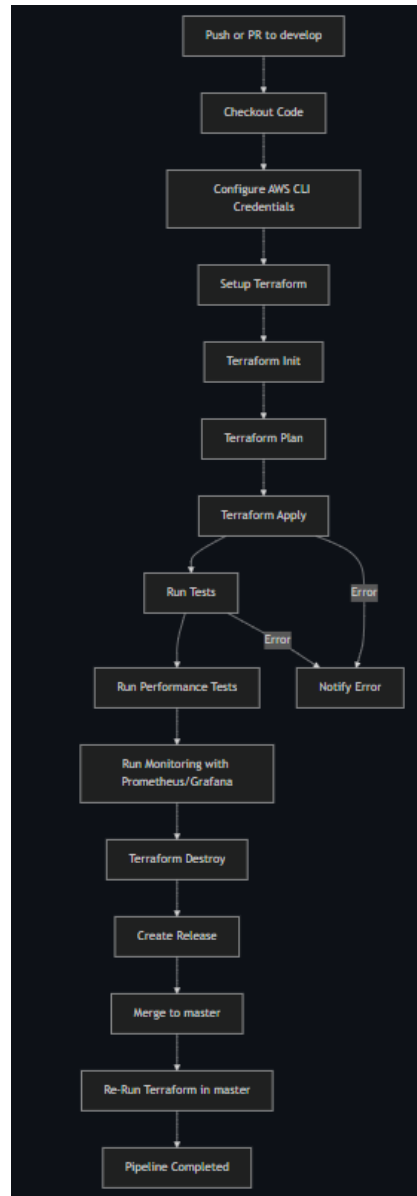 Push or PR to develop
Checkout Code
Configure AWS CLI
Credentials
Setup Terraform
Terraform Init
Terraform Plan
Terraform Apply
Run Tests
Error
Error
Run Performance Tests
Notify Error
Run Monitoring with
Prometheus/Grafana
Terraform Destroy
Create Release
Merge to master
Re-Run Terraform in master
Pipeline Completed